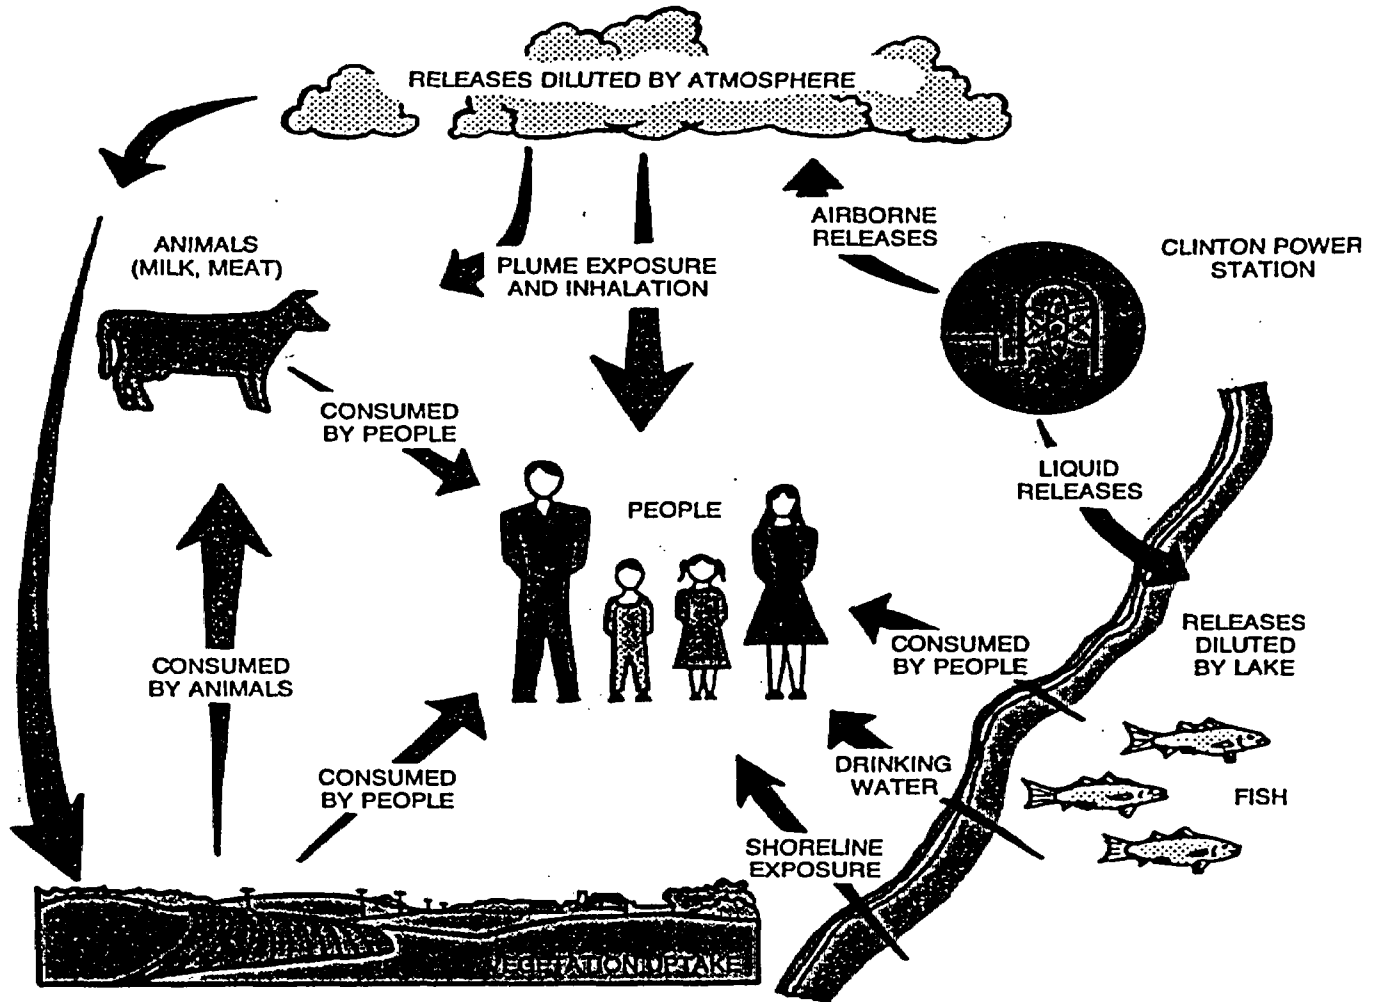 RELEASES DILUTED BY ATMOSPHERE
AIRBORNE
RELEASES
CLINTON POWER
STATION
ANIMALS
(MILK, MEAT)
PLUME EXPOSURE
AND INHALATION
CONSUMED
BY PEOPLE
LIQUID
RELEASES
PEOPLE
RELEASES
DILUTED
BY LAKE
CONSUMED
BY PEOPLE
CONSUMED
BY ANIMALS
DRINKING
WATER
FISH
CONSUMED
BY PEOPLE
SHORELINE
EXPOSURE
VEGETATION UPTAKE